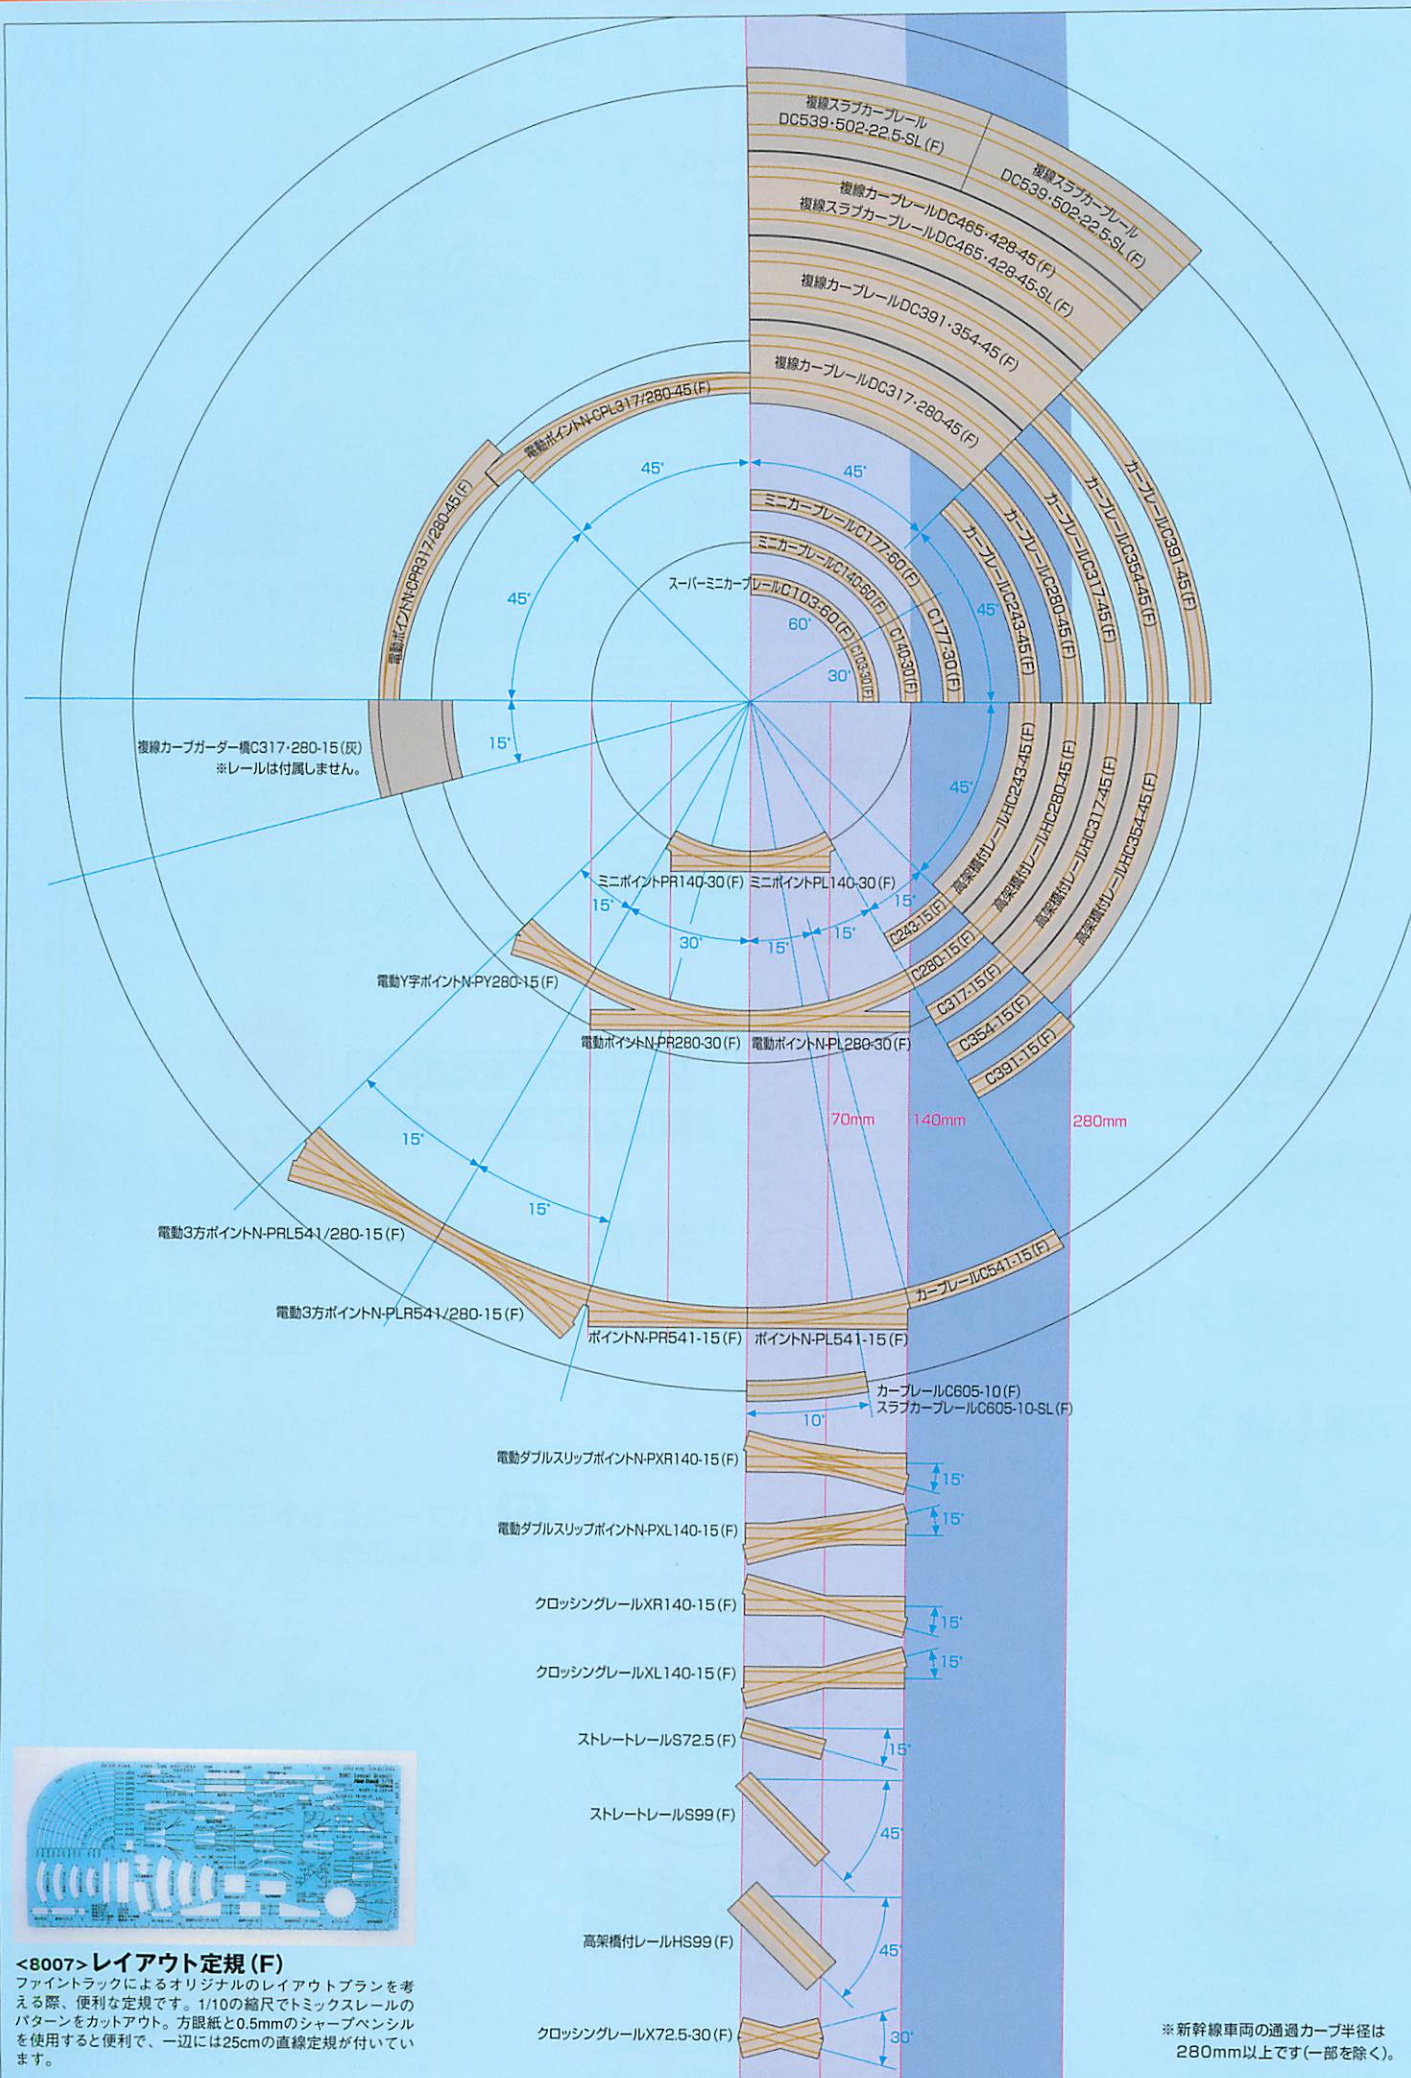 複線スラブカーブレール
DC539・502-22.5-SL(F)
複線スラブカーブレール
DC539・502-22.5-SL(F)
複線カーブレールDC465・428-45(F)
複線スラブカーブレールDC465・428-45-SL(F)
複線カーブレールDC391・354-45(F)
複線カーブレールDC317・280-45(F)
電動ポイントN-CPL317/280-45(F)
電動ポイントN-CPR317/280-45(F)
45°
45°
ミニカーブレールC177-60(F)
ミニカーブレールC140-60(F)
スーパーミニカーブレールC103-60(F)
C177-30(F)
C140-30(F)
C103-30(F)
60°
30°
カーブレールC243-45(F)
カーブレールC280-45(F)
カーブレールC317-45(F)
カーブレールC354-45(F)
カーブレールC391-45(F)
45°
45°
複線カーブガーダー橋C317・280-15(灰)
※レールは付属しません。
15°
45°
高架橋付レールHC243-45(F)
高架橋付レールHC280-45(F)
高架橋付レールHC317-45(F)
高架橋付レールHC354-45(F)
ミニポイントPR140-30(F)
ミニポイントPL140-30(F)
15°
30°
15°
15°
15°
C243-15(F)
C280-15(F)
C317-15(F)
C354-15(F)
C391-15(F)
電動Y字ポイントN-PY280-15(F)
電動ポイントN-PR280-30(F)
電動ポイントN-PL280-30(F)
70mm
140mm
280mm
15°
15°
電動3方ポイントN-PRL541/280-15(F)
電動3方ポイントN-PLR541/280-15(F)
ポイントN-PR541-15(F)
ポイントN-PL541-15(F)
カーブレールC541-15(F)
カーブレールC605-10(F)
スラブカーブレールC605-10-SL(F)
10°
電動ダブルスリップポイントN-PXR140-15(F)
15°
電動ダブルスリップポイントN-PXL140-15(F)
15°
クロッシングレールXR140-15(F)
15°
クロッシングレールXL140-15(F)
15°
ストレートレールS72.5(F)
15°
ストレートレールS99(F)
45°
高架橋付レールHS99(F)
45°
クロッシングレールX72.5-30(F)
30°
<8007>レイアウト定規(F)
ファイントラックによるオリジナルのレイアウトプランを考
える際、便利な定規です。1/10の縮尺でトミックスレールの
パターンをカットアウト。方眼紙と0.5mmのシャープペンシル
を使用すると便利で、一辺には25cmの直線定規が付いてい
ます。
※新幹線車両の通過カーブ半径は
280mm以上です(一部を除く)。